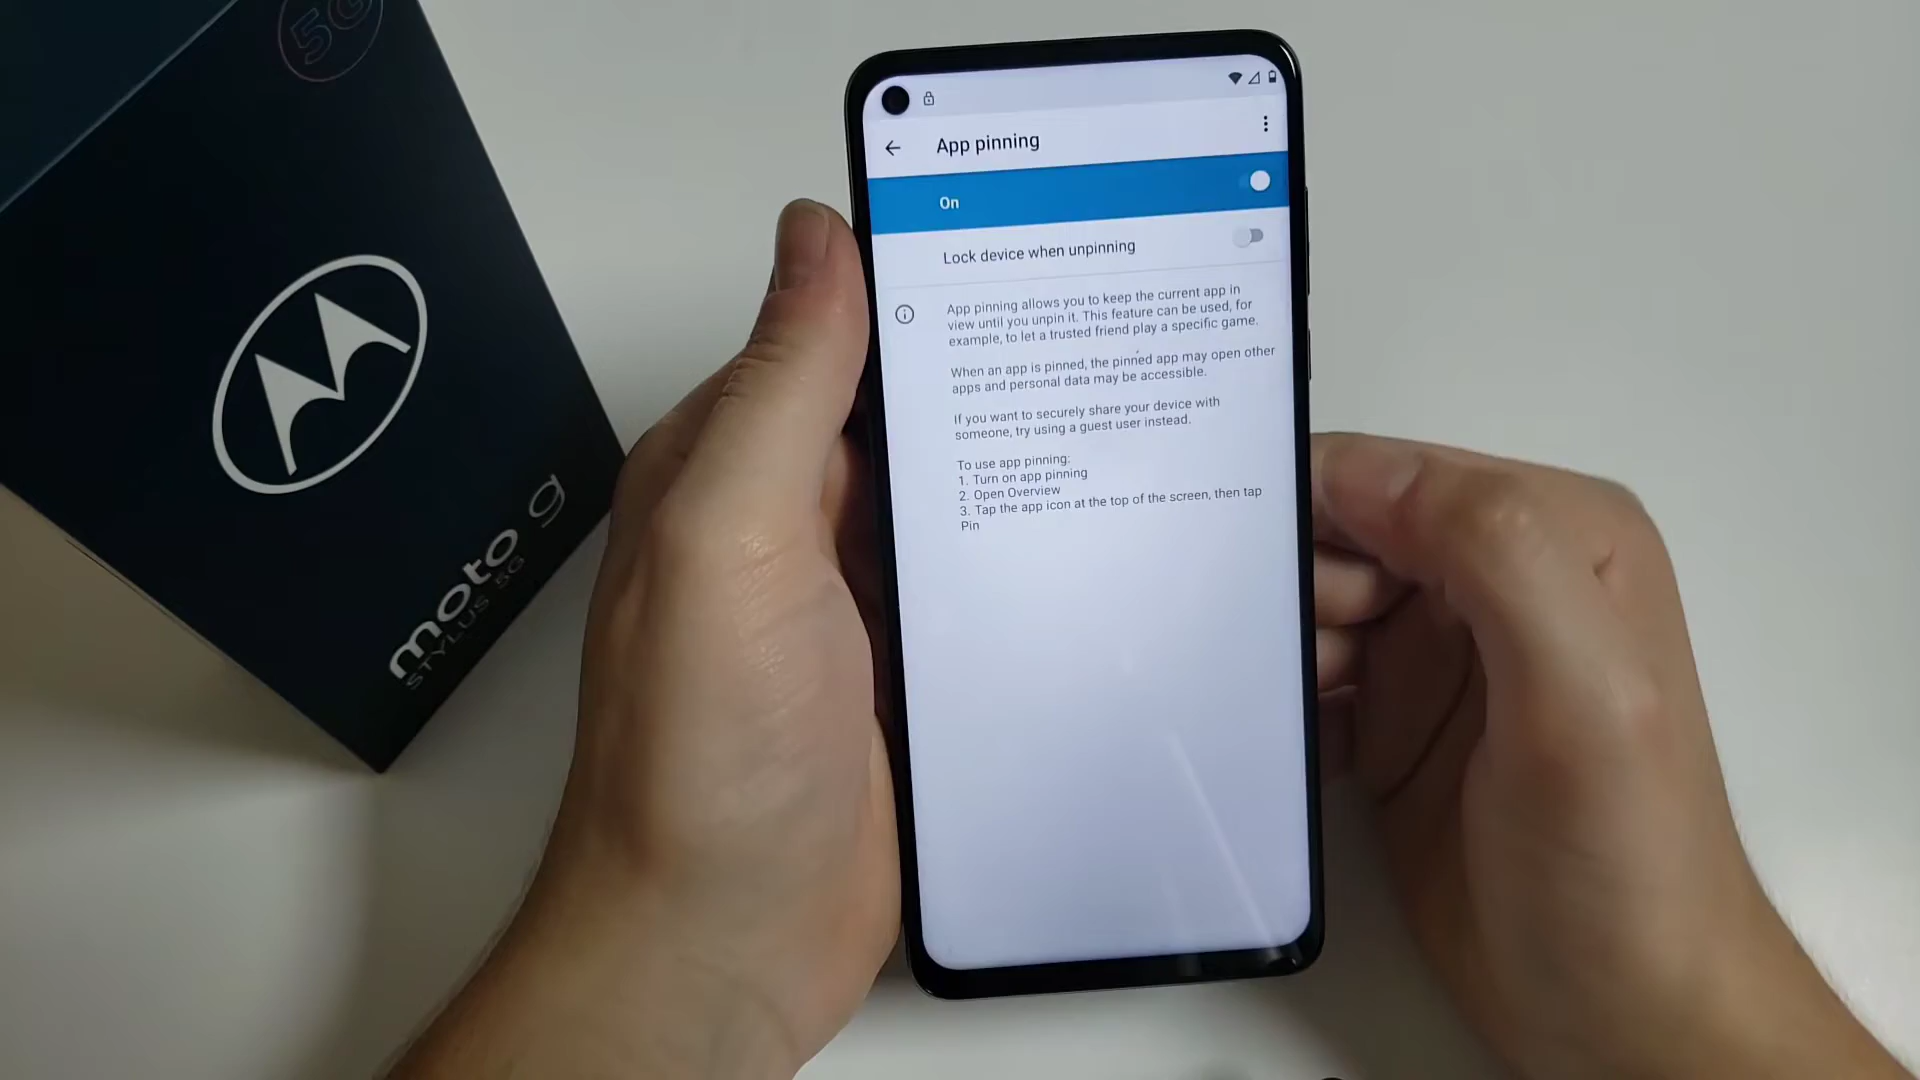 5G
moto g
STYLUS 5G
App pinning
On
Lock device when unpinning
App pinning allows you to keep the current app in
view until you unpin it. This feature can be used, for
example, to let a trusted friend play a specific game.
When an app is pinned, the pinned app may open other
apps and personal data may be accessible.
If you want to securely share your device with
someone, try using a guest user instead.
To use app pinning:
1. Turn on app pinning
2. Open Overview
3. Tap the app icon at the top of the screen, then tap
Pin